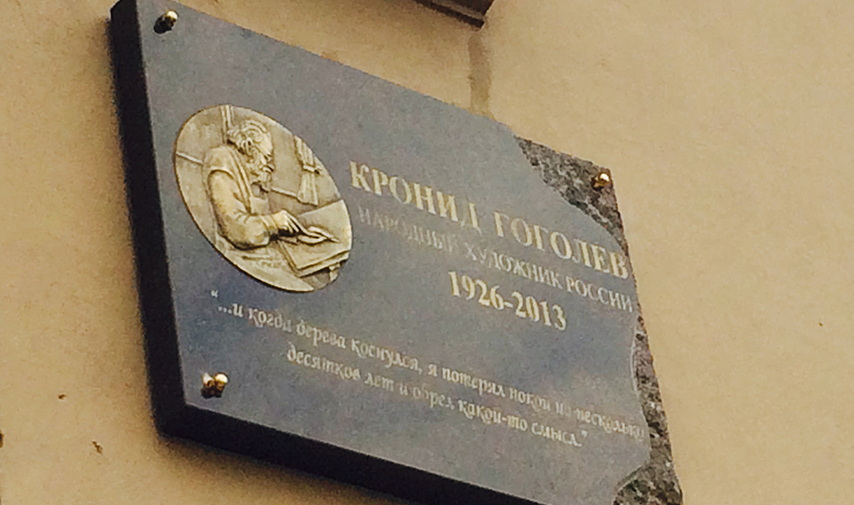 КРОНИД ГОГОЛЕВ
НАРОДНЫЙ ХУДОЖНИК РОССИИ
1926-2013
"...и когда дерева коснулся, я потерял покой на несколько
десятков лет и обрел какой-то смысл."